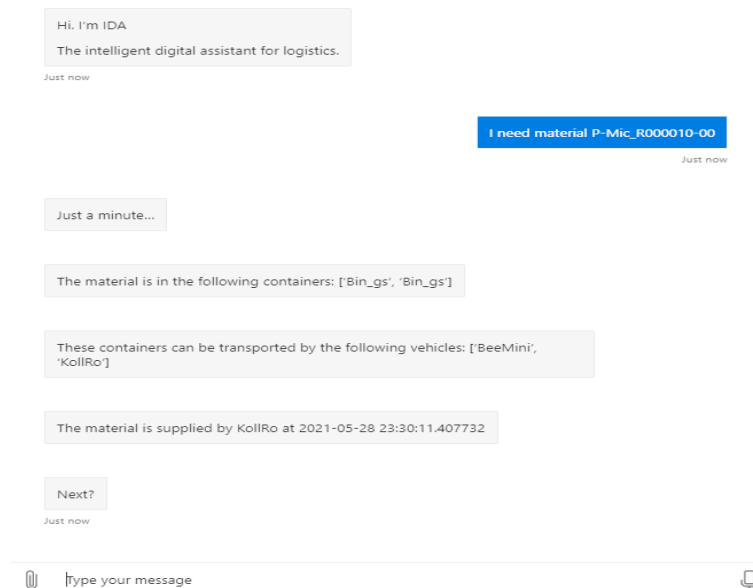 Hi. I'm IDA
The intelligent digital assistant for logistics.
Just now
I need material P-Mic_R000010-00
Just now
Just a minute...
The material is in the following containers: ['Bin_gs', 'Bin_gs']
These containers can be transported by the following vehicles: ['BeeMini',
'KollRo']
The material is supplied by KollRo at 2021-05-28 23:30:11.407732
Next?
Just now
Type your message